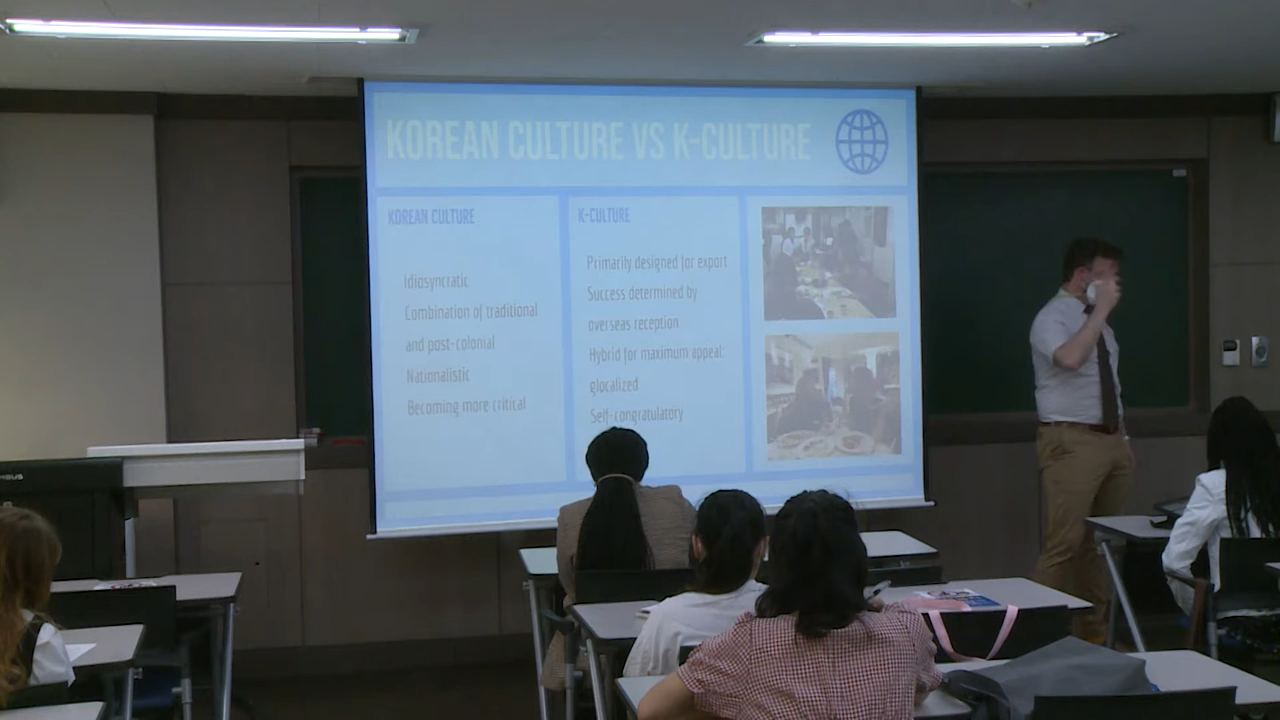 KOREAN CULTURE VS K-CULTURE
KOREAN CULTURE
Idiosyncratic
Combination of traditional
and post-colonial
Nationalistic
Becoming more critical
K-CULTURE
Primarily designed for export
Success determined by
overseas reception
Hybrid for maximum appeal:
glocalized
Self-congratulatory